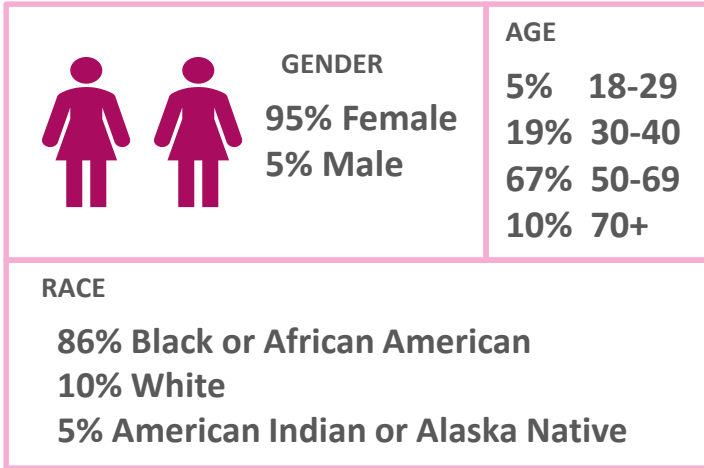 GENDER
95% Female
5% Male
AGE
5% 18-29
19% 30-40
67% 50-69
10% 70+
RACE
86% Black or African American
10% White
5% American Indian or Alaska Native